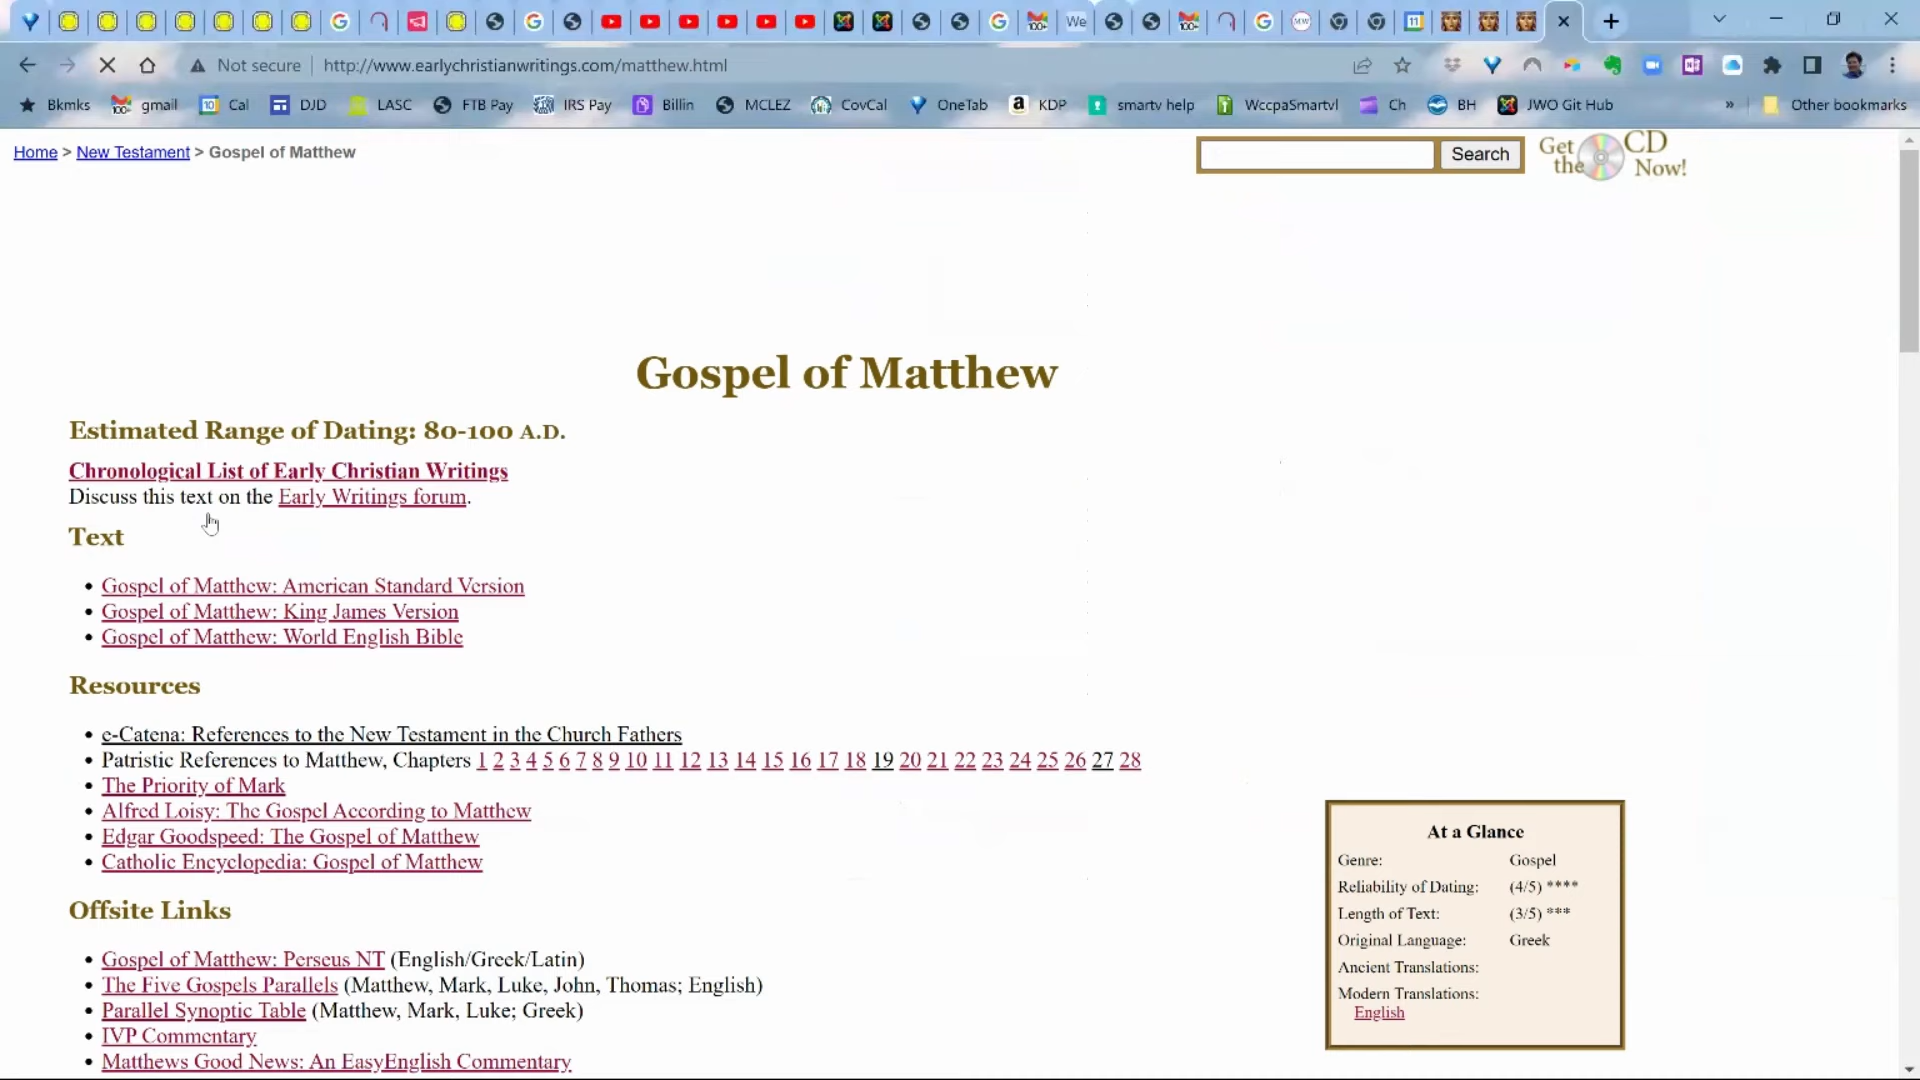 Not secure | http://www.earlychristianwritings.com/matthew.html
Bkmks gmail Cal DJD LASC FTB Pay IRS Pay Billin MCLEZ CovCal OneTab KDP smartv help WccpaSmartvl Ch BH JWO Git Hub » Other bookmarks
Home > New Testament > Gospel of Matthew
Search
Get the CD Now!
Gospel of Matthew
Estimated Range of Dating: 80-100 A.D.
Chronological List of Early Christian Writings
Discuss this text on the Early Writings forum.
Text
• Gospel of Matthew: American Standard Version
• Gospel of Matthew: King James Version
• Gospel of Matthew: World English Bible
Resources
• e-Catena: References to the New Testament in the Church Fathers
• Patristic References to Matthew, Chapters 1 2 3 4 5 6 7 8 9 10 11 12 13 14 15 16 17 18 19 20 21 22 23 24 25 26 27 28
• The Priority of Mark
• Alfred Loisy: The Gospel According to Matthew
• Edgar Goodspeed: The Gospel of Matthew
• Catholic Encyclopedia: Gospel of Matthew
Offsite Links
• Gospel of Matthew: Perseus NT (English/Greek/Latin)
• The Five Gospels Parallels (Matthew, Mark, Luke, John, Thomas; English)
• Parallel Synoptic Table (Matthew, Mark, Luke; Greek)
• IVP Commentary
• Matthews Good News: An EasyEnglish Commentary
At a Glance
Genre: Gospel
Reliability of Dating: (4/5) ****
Length of Text: (3/5) ***
Original Language: Greek
Ancient Translations:
Modern Translations:
English